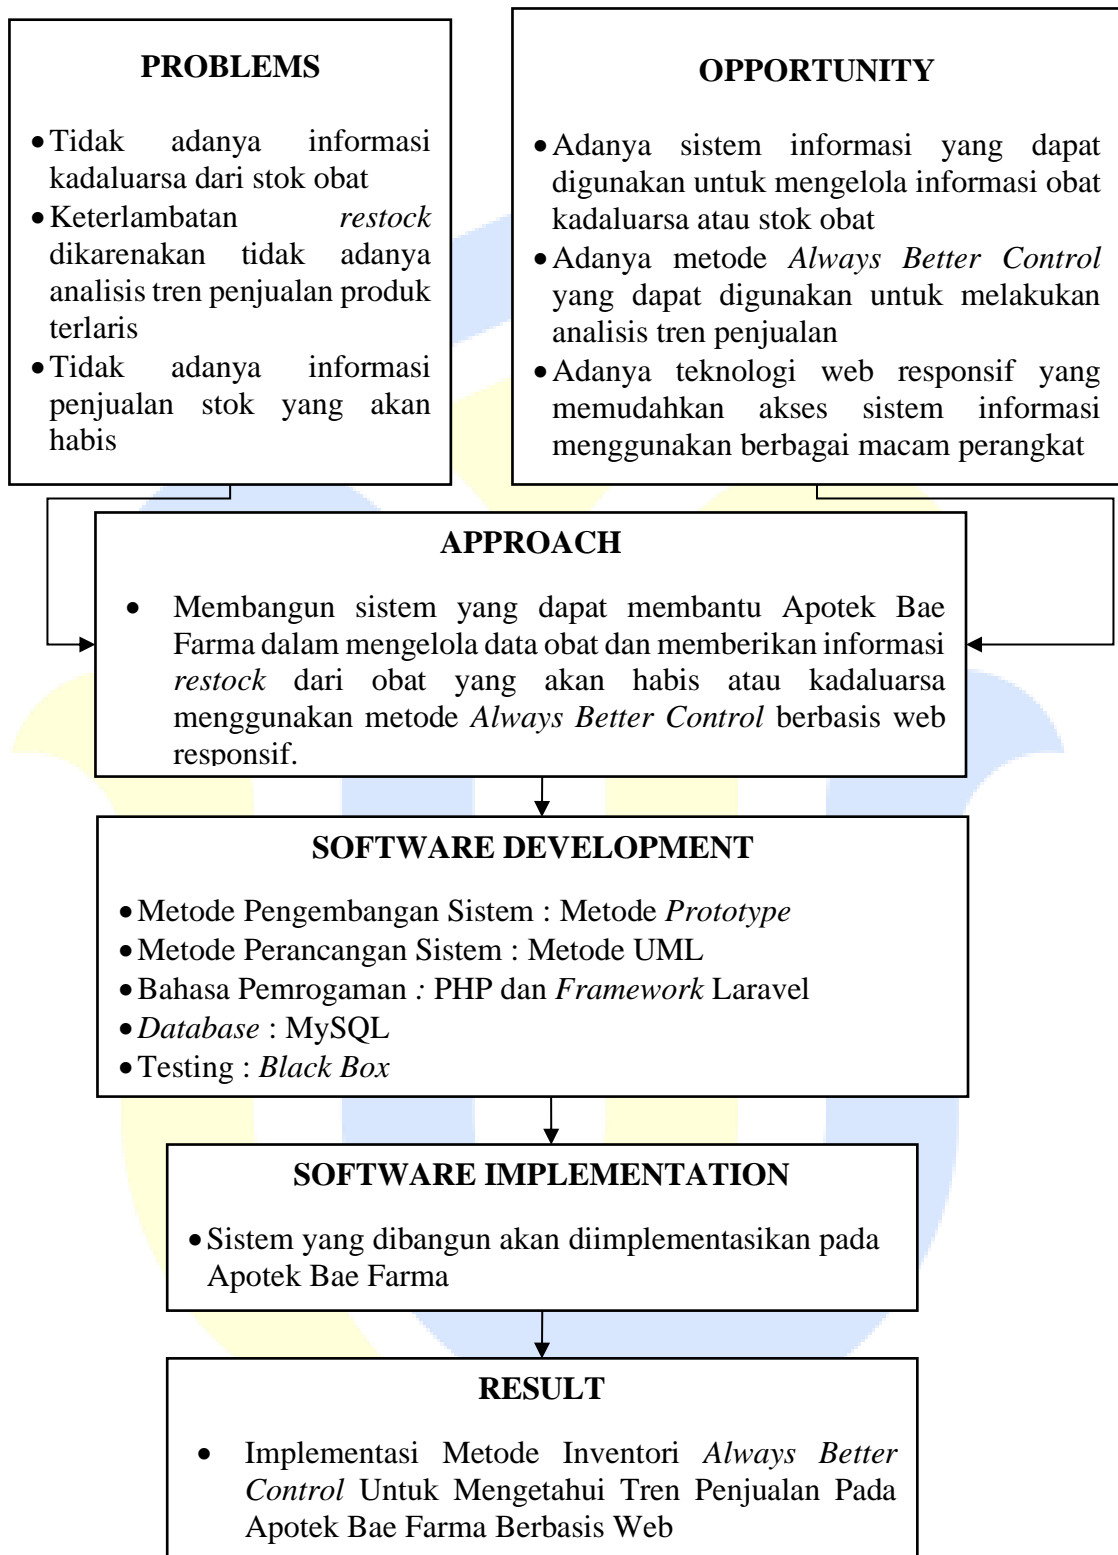 PROBLEMS
• Tidak adanya informasi
kadaluarsa dari stok obat
• Keterlambatan restock
dikarenakan tidak adanya
analisis tren penjualan produk
terlaris
• Tidak adanya informasi
penjualan stok yang akan
habis
OPPORTUNITY
• Adanya sistem informasi yang dapat
digunakan untuk mengelola informasi obat
kadaluarsa atau stok obat
• Adanya metode Always Better Control
yang dapat digunakan untuk melakukan
analisis tren penjualan
• Adanya teknologi web responsif yang
memudahkan akses sistem informasi
menggunakan berbagai macam perangkat
APPROACH
• Membangun sistem yang dapat membantu Apotek Bae
Farma dalam mengelola data obat dan memberikan informasi
restock dari obat yang akan habis atau kadaluarsa
menggunakan metode Always Better Control berbasis web
responsif.
SOFTWARE DEVELOPMENT
• Metode Pengembangan Sistem : Metode Prototype
• Metode Perancangan Sistem : Metode UML
• Bahasa Pemrogaman : PHP dan Framework Laravel
• Database : MySQL
• Testing : Black Box
SOFTWARE IMPLEMENTATION
• Sistem yang dibangun akan diimplementasikan pada
Apotek Bae Farma
RESULT
• Implementasi Metode Inventori Always Better
Control Untuk Mengetahui Tren Penjualan Pada
Apotek Bae Farma Berbasis Web